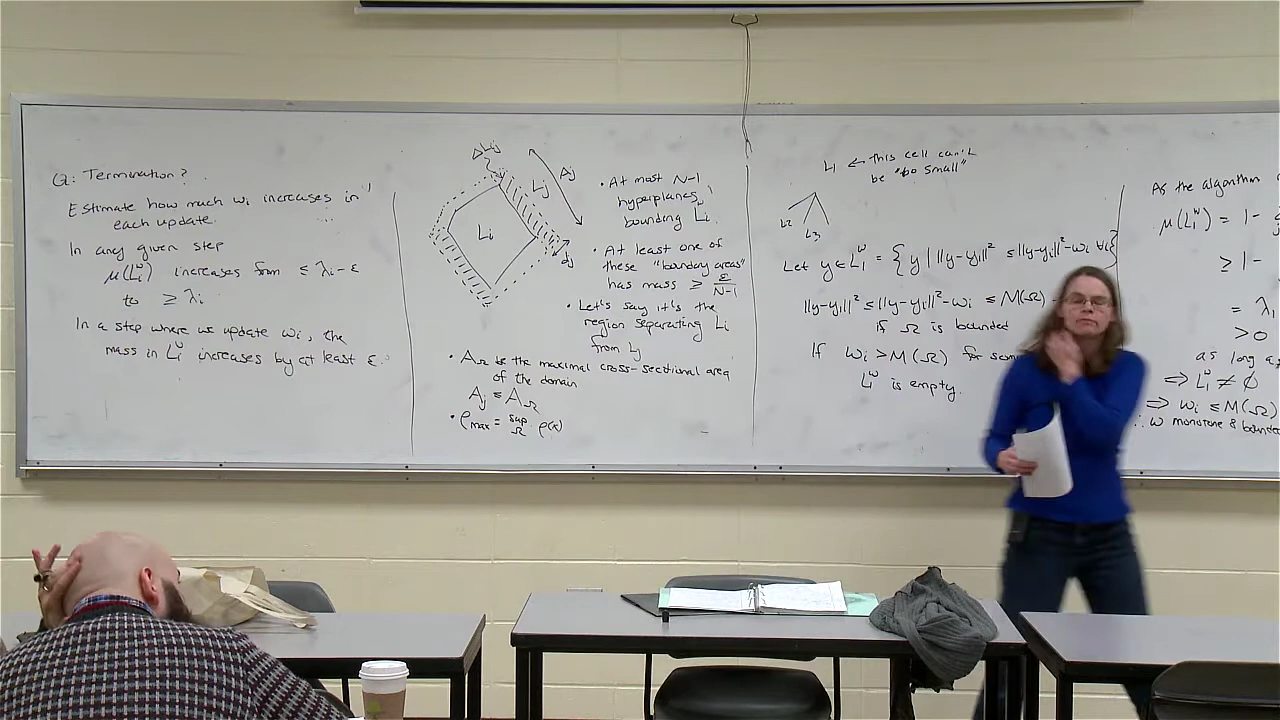 Q: Termination?
Estimate how much wi increases in
each update.
In any given step
μ(Li^w) increases from ≤ λi-ε
to ≥ λi
In a step where we update wi, the
mass in Li^w increases by at least ε.
ΔLij
Aj
Lj
Li
dj
• At most N-1
hyperplanes
bounding Li^w.
• At least one of
these "boundary areas"
has mass ≥ ε/(N-1)
• Let's say it's the
region separating Li
from Lj
• AΩ be the maximal cross-sectional area
of the domain
Aj ≤ AΩ
• ρmax = sup_Ω ρ(x)
L1 ← This cell can't
be "too small"
L2
L3
Let y ∈ L1^w = { y | ||y-y1||² ≤ ||y-yi||² - wi ∀i}
||y-y1||² ≤ ||y-yi||² - wi ≤ M(Ω) -
if Ω is bounded
If wi > M(Ω) for som
L1^w is empty.
As the algorithm
μ(L1^w) = 1 -
≥ 1 -
= λ1
> 0
as long as
⇒ L1^w ≠ ∅
⇒ wi ≤ M(Ω)
∴ w monotone & bounded